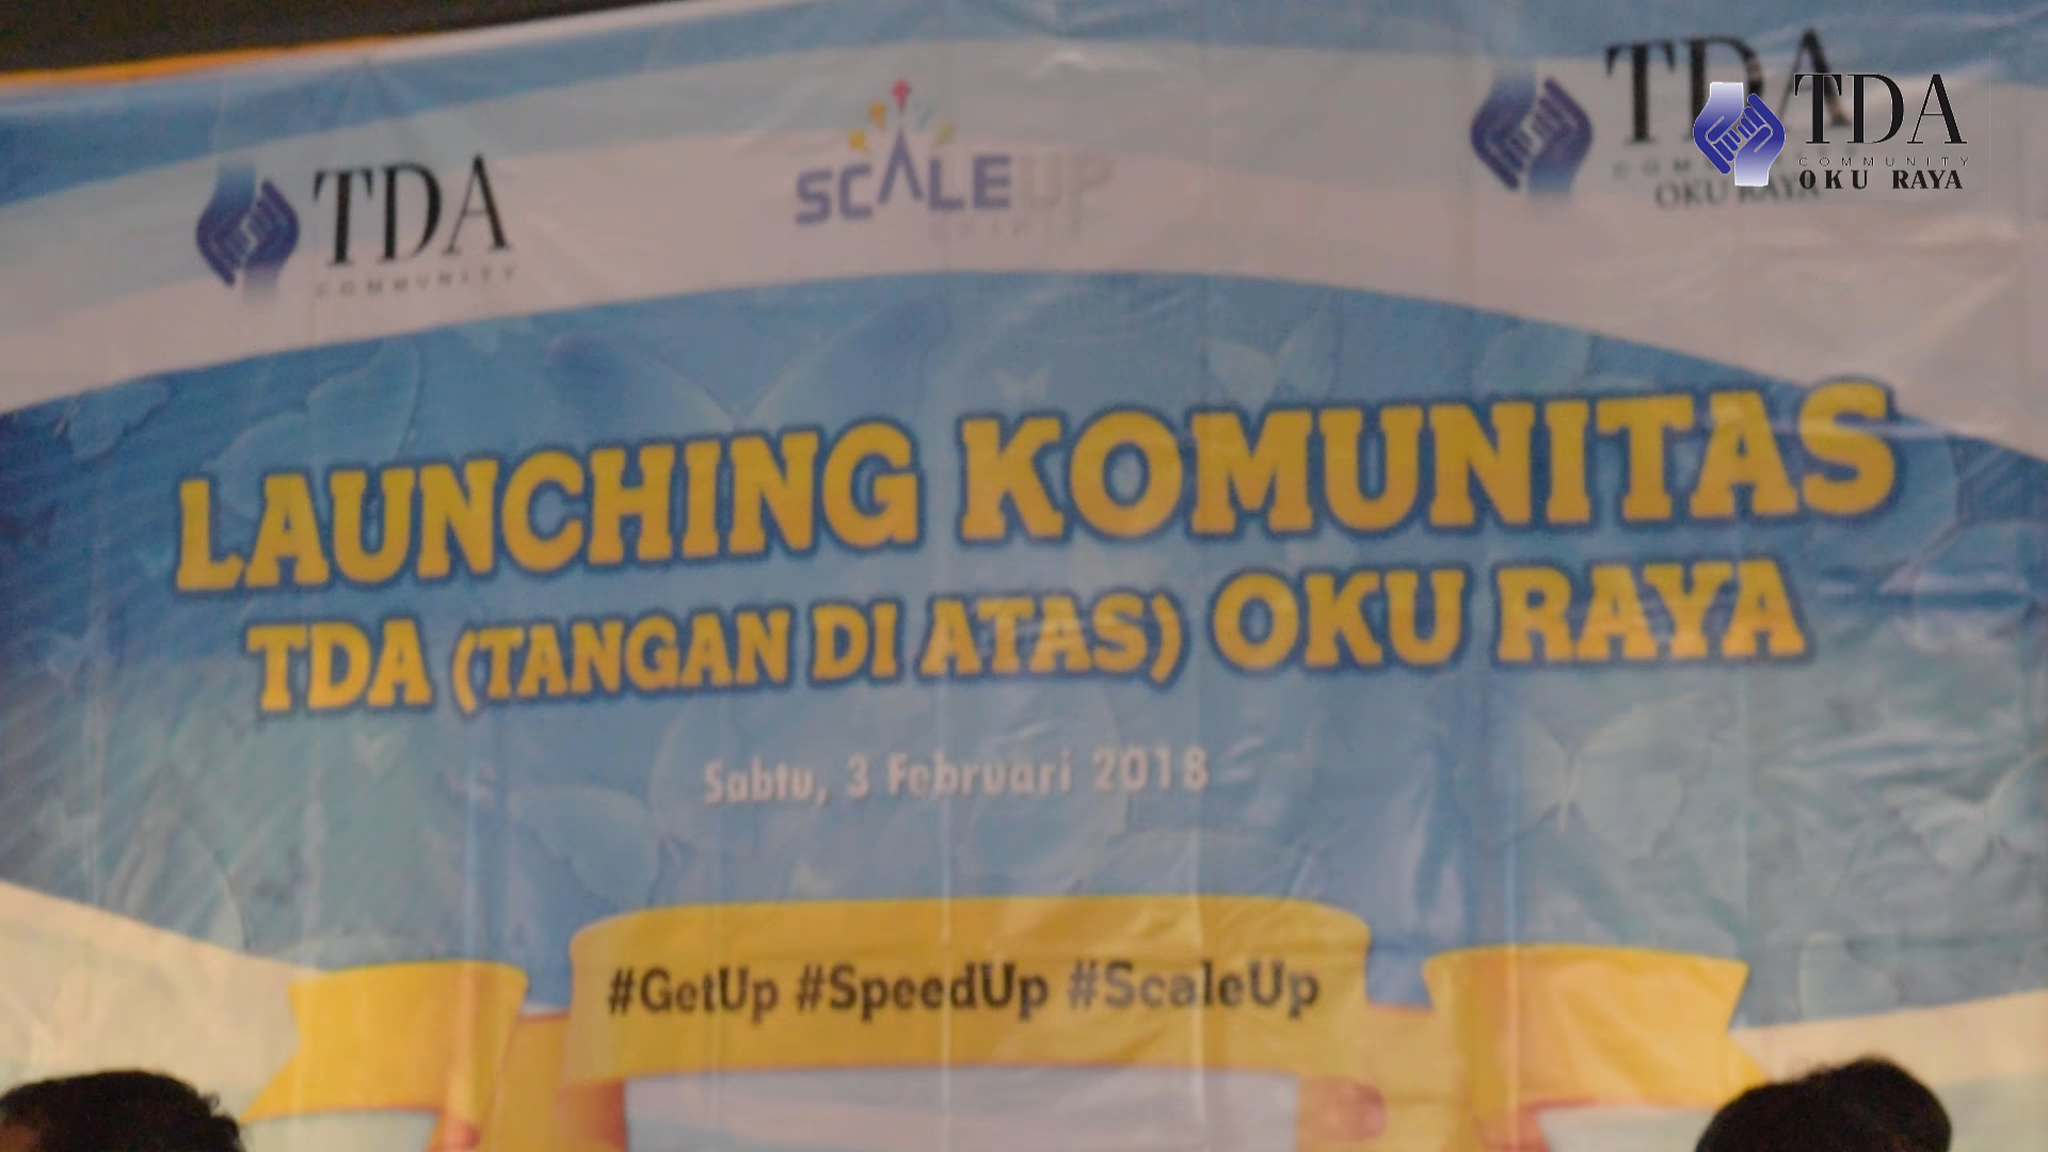 TDA
COMMUNITY
SCALEUP
TDA
OKU RAYA
TDA
COMMUNITY
OKU RAYA
LAUNCHING KOMUNITAS
TDA (TANGAN DI ATAS) OKU RAYA
Sabtu, 3 Februari 2018
#GetUp #SpeedUp #ScaleUp